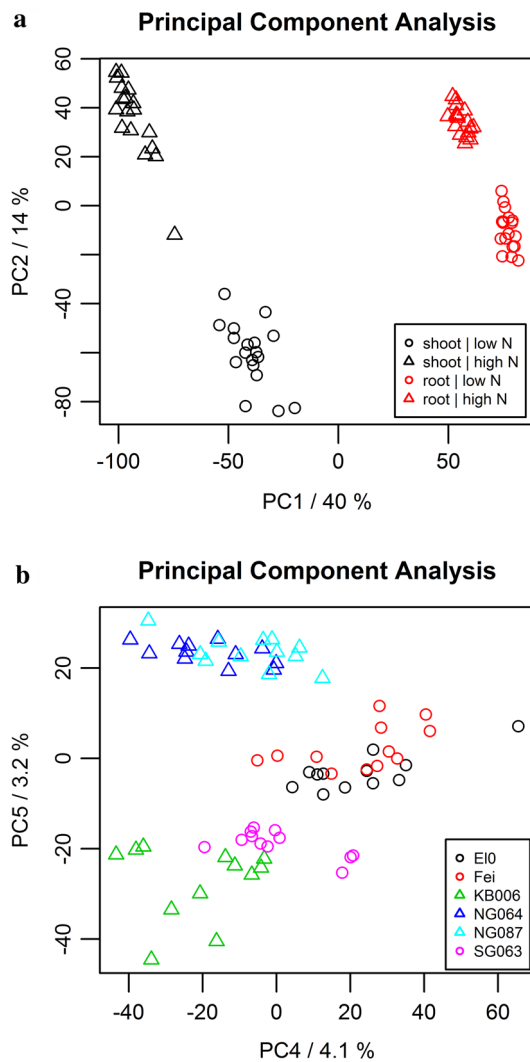 a
Principal Component Analysis
60
40
20
0
-40
-80
PC2 / 14 %
-100
-50
0
50
PC1 / 40 %
shoot | low N
shoot | high N
root | low N
root | high N
b
Principal Component Analysis
20
0
-20
-40
PC5 / 3.2 %
-40
-20
0
20
40
60
PC4 / 4.1 %
El0
Fei
KB006
NG064
NG087
SG063